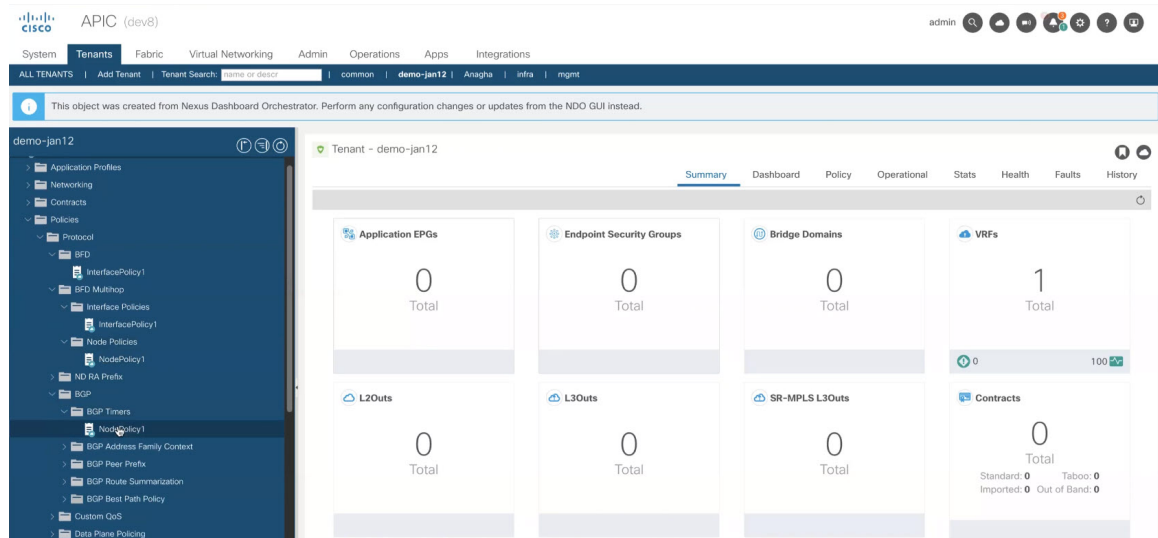 CISCO
APIC (dev8)
admin
System Tenants Fabric Virtual Networking Admin Operations Apps Integrations
ALL TENANTS | Add Tenant | Tenant Search: name or descr | common | demo-jan12 | Anagha | infra | mgmt
This object was created from Nexus Dashboard Orchestrator. Perform any configuration changes or updates from the NDO GUI instead.
demo-jan12
Application Profiles
Networking
Contracts
Policies
Protocol
BFD
InterfacePolicy1
BFD Multihop
Interface Policies
InterfacePolicy1
Node Policies
NodePolicy1
ND RA Prefix
BGP
BGP Timers
NodePolicy1
BGP Address Family Context
BGP Peer Prefix
BGP Route Summarization
BGP Best Path Policy
Custom QoS
Data Plane Policing
Tenant - demo-jan12
Summary Dashboard Policy Operational Stats Health Faults History
Application EPGs
0
Total
Endpoint Security Groups
0
Total
Bridge Domains
0
Total
VRFs
1
Total
0 100
L2Outs
0
Total
L3Outs
0
Total
SR-MPLS L3Outs
0
Total
Contracts
0
Total
Standard: 0 Taboo: 0
Imported: 0 Out of Band: 0